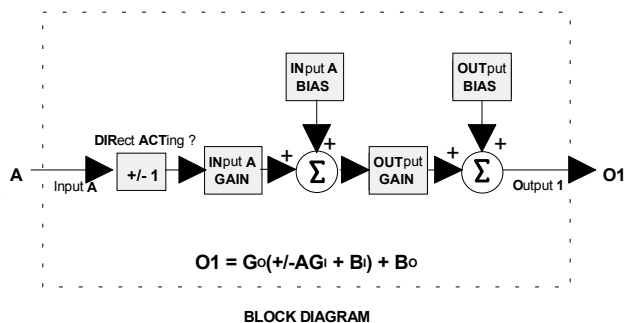 INput A
BIAS
OUTput
BIAS
DIRect ACTing ?
A
Input A
+/- 1
INput A
GAIN
+
+
Σ
OUTput
GAIN
+
+
Σ
Output 1
O1
O1 = GO(+/-AGI + BI) + BO
BLOCK DIAGRAM